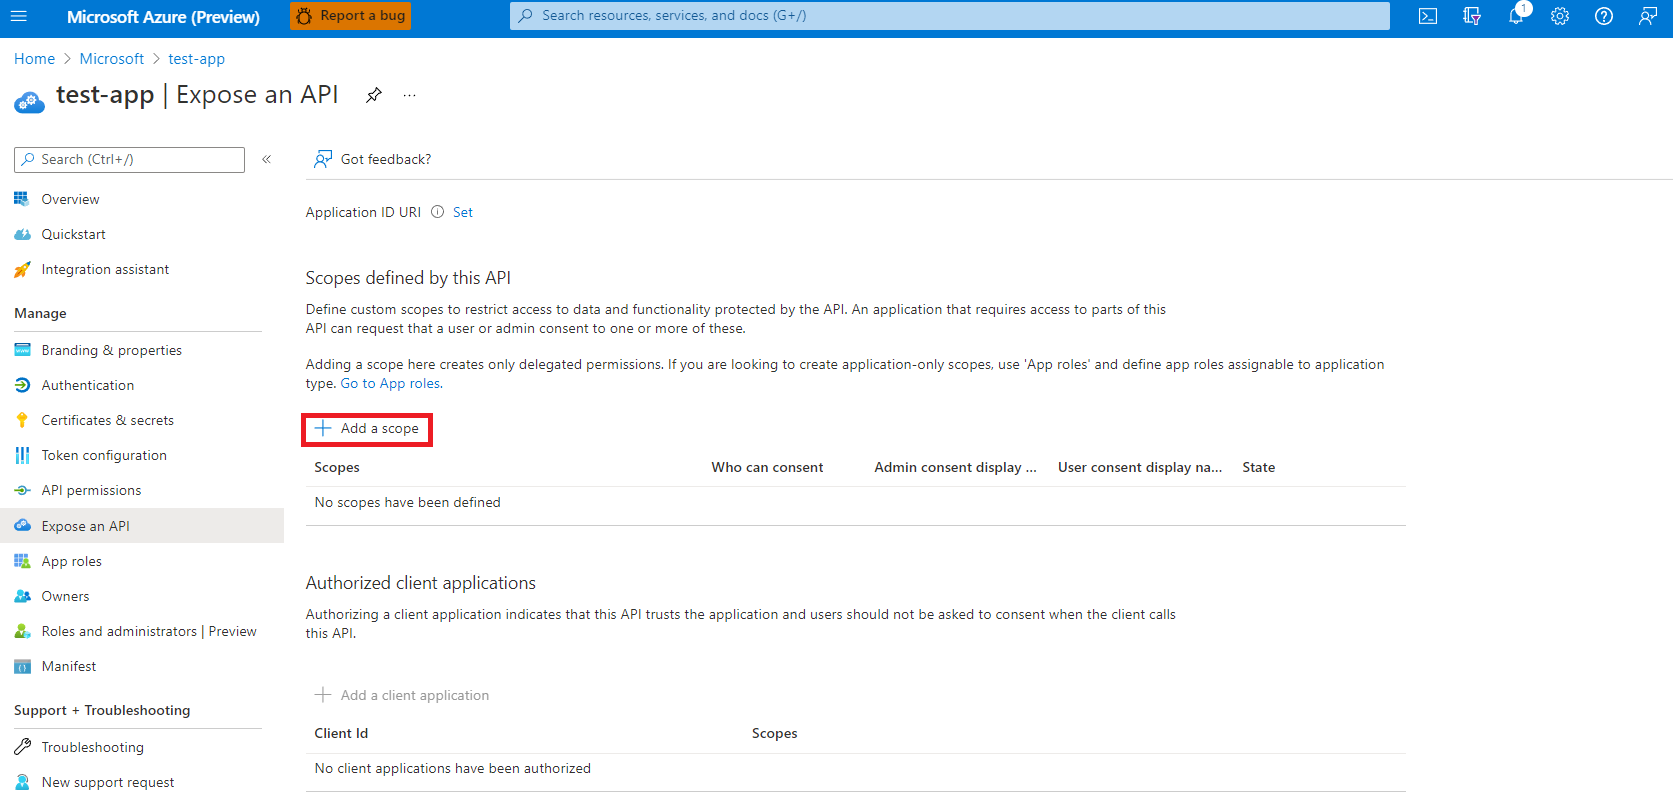 Microsoft Azure (Preview)
Report a bug
Search resources, services, and docs (G+/)
1
Home > Microsoft > test-app
test-app | Expose an API
...
Search (Ctrl+/)
«
Got feedback?
Overview
Quickstart
Integration assistant
Manage
Branding & properties
Authentication
Certificates & secrets
Token configuration
API permissions
Expose an API
App roles
Owners
Roles and administrators | Preview
Manifest
Support + Troubleshooting
Troubleshooting
New support request
Application ID URI Set
Scopes defined by this API
Define custom scopes to restrict access to data and functionality protected by the API. An application that requires access to parts of this
API can request that a user or admin consent to one or more of these.
Adding a scope here creates only delegated permissions. If you are looking to create application-only scopes, use 'App roles' and define app roles assignable to application
type. Go to App roles.
Add a scope
Scopes Who can consent Admin consent display ... User consent display na... State
No scopes have been defined
Authorized client applications
Authorizing a client application indicates that this API trusts the application and users should not be asked to consent when the client calls
this API.
Add a client application
Client Id Scopes
No client applications have been authorized